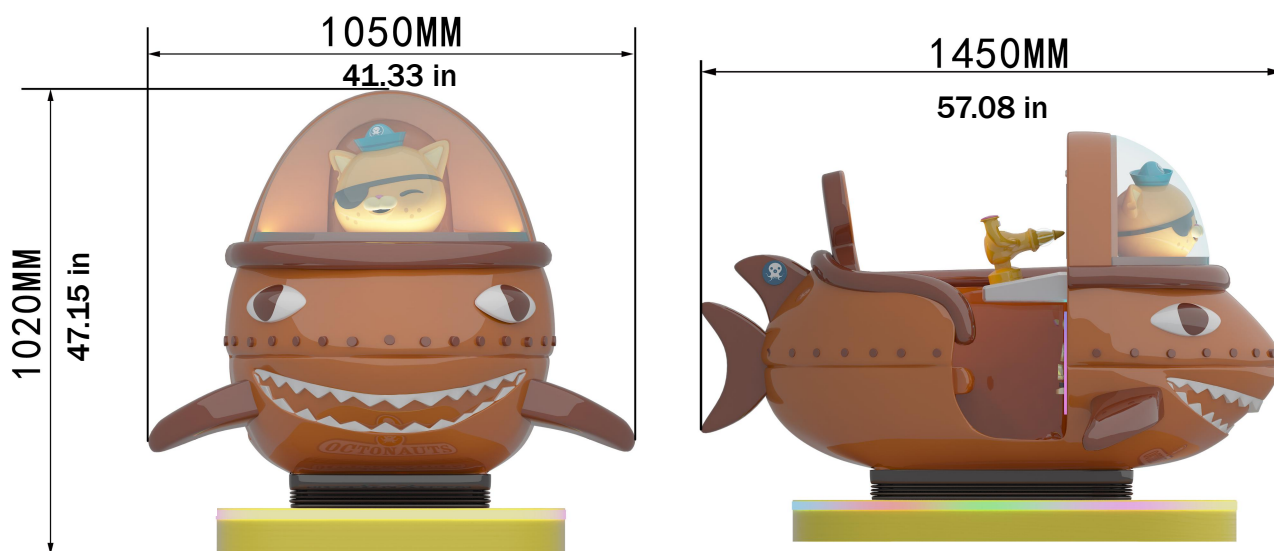 1050MM
41.33 in
1020MM
47.15 in
OCTONAUTS
1450MM
57.08 in